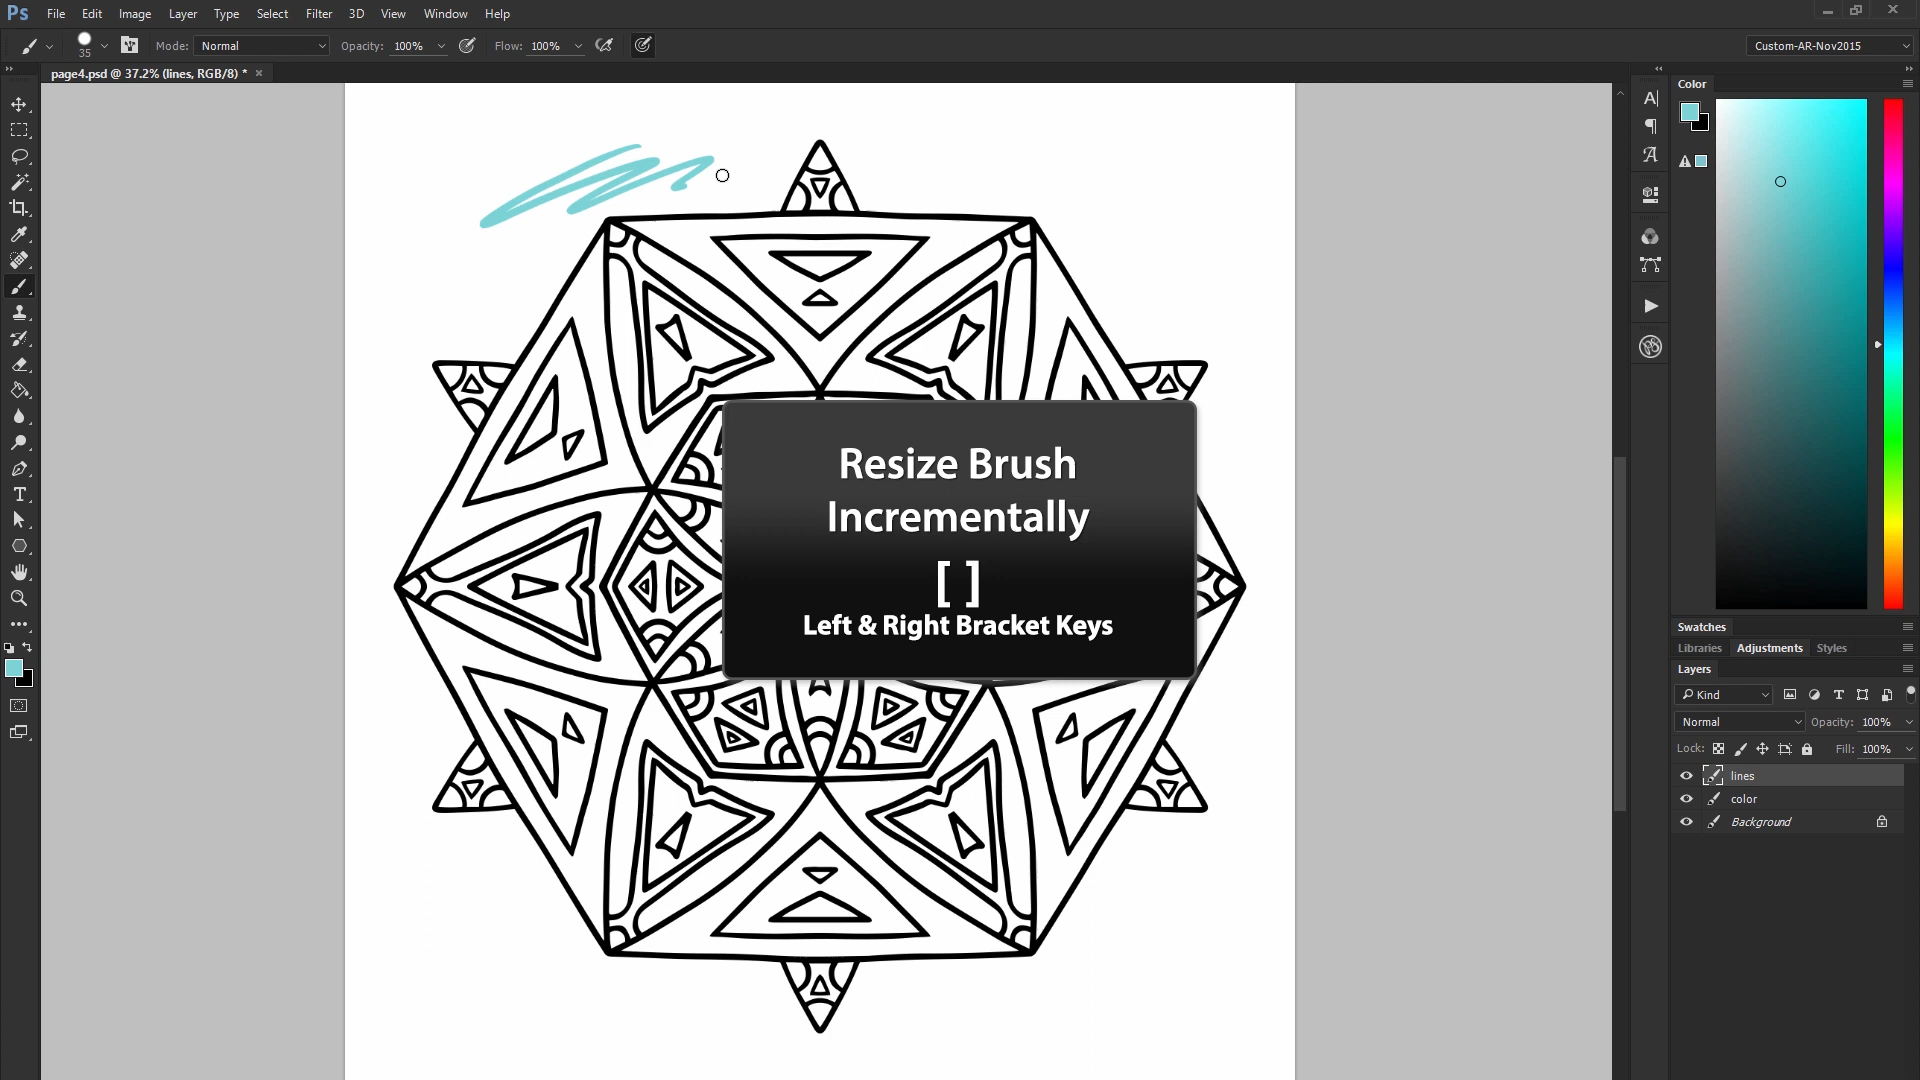 Ps File Edit Image Layer Type Select Filter 3D View Window Help
35 Mode: Normal Opacity: 100% Flow: 100% Custom-AR-Nov2015
page4.psd @ 37.2% (lines, RGB/8) * ×
Color
Resize Brush
Incrementally
[ ]
Left & Right Bracket Keys
Swatches
Libraries Adjustments Styles
Layers
Kind
Normal Opacity: 100%
Lock: Fill: 100%
lines
color
Background